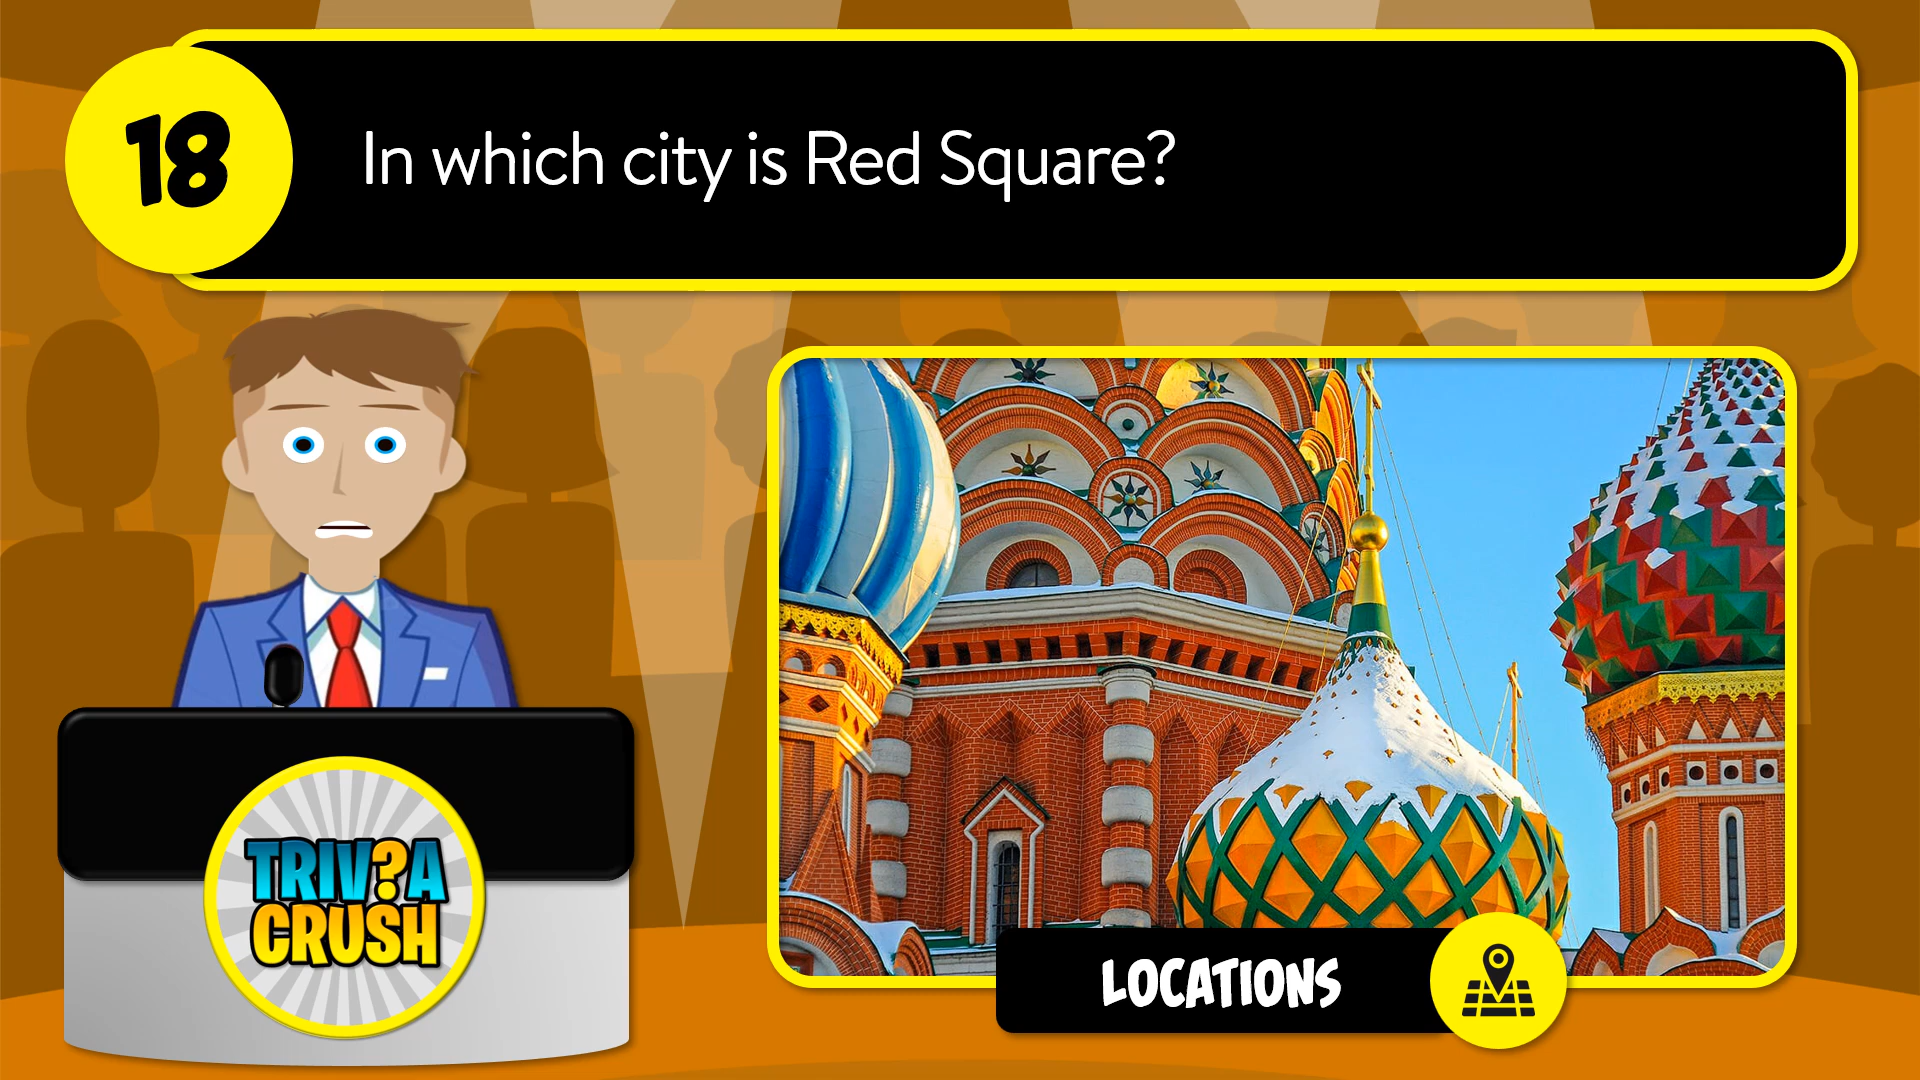 18
In which city is Red Square?
TRIV?A
CRUSH
LOCATIONS